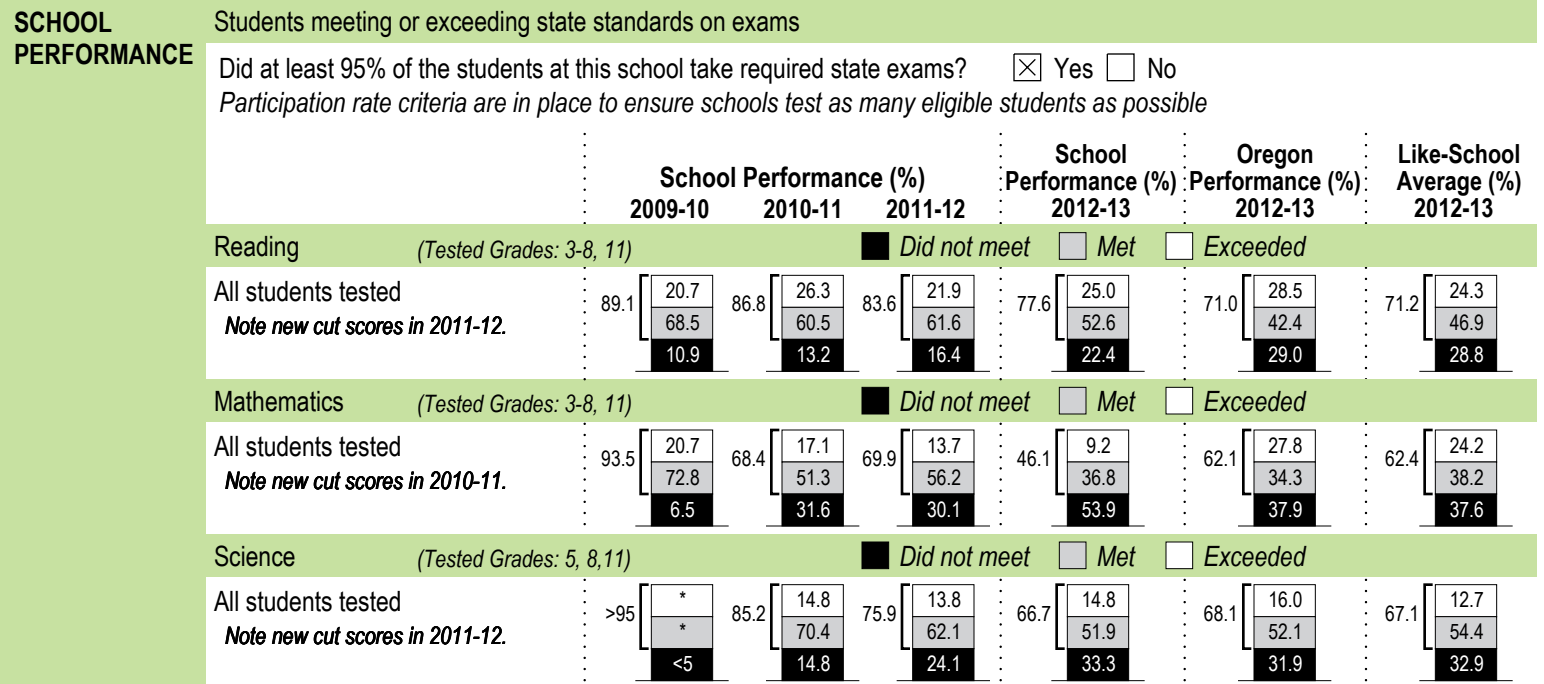 SCHOOL PERFORMANCE
Students meeting or exceeding state standards on exams
Did at least 95% of the students at this school take required state exams? ☒ Yes ☐ No
Participation rate criteria are in place to ensure schools test as many eligible students as possible
School Performance (%) 2009-10 2010-11 2011-12
School Performance (%) 2012-13
Oregon Performance (%) 2012-13
Like-School Average (%) 2012-13
Reading (Tested Grades: 3-8, 11) Did not meet Met Exceeded
All students tested
Note new cut scores in 2011-12.
89.1 20.7 68.5 10.9
86.8 26.3 60.5 13.2
83.6 21.9 61.6 16.4
77.6 25.0 52.6 22.4
71.0 28.5 42.4 29.0
71.2 24.3 46.9 28.8
Mathematics (Tested Grades: 3-8, 11) Did not meet Met Exceeded
All students tested
Note new cut scores in 2010-11.
93.5 20.7 72.8 6.5
68.4 17.1 51.3 31.6
69.9 13.7 56.2 30.1
46.1 9.2 36.8 53.9
62.1 27.8 34.3 37.9
62.4 24.2 38.2 37.6
Science (Tested Grades: 5, 8,11) Did not meet Met Exceeded
All students tested
Note new cut scores in 2011-12.
>95 * * <5
85.2 14.8 70.4 14.8
75.9 13.8 62.1 24.1
66.7 14.8 51.9 33.3
68.1 16.0 52.1 31.9
67.1 12.7 54.4 32.9